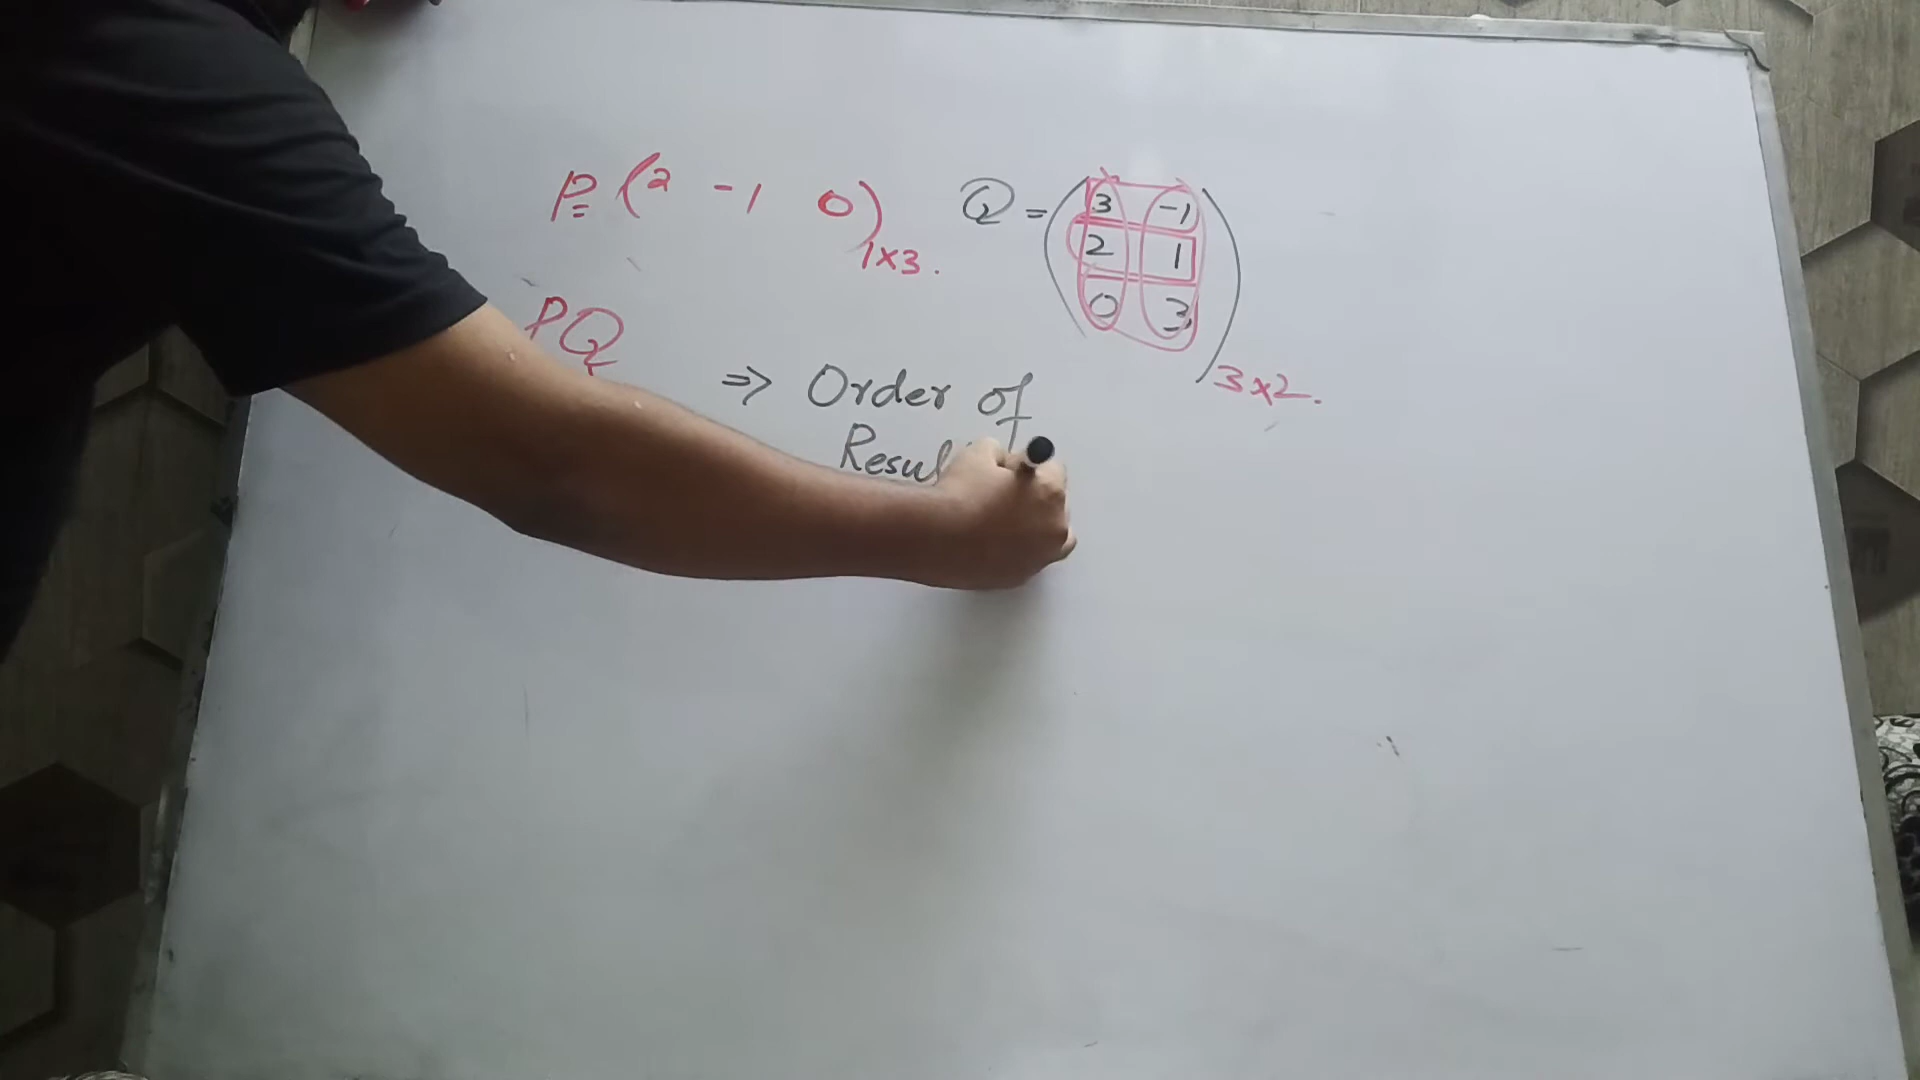 P= (2 -1 0) 1×3.
Q = (3 -1
2 1
0 3) 3×2.
PQ
⇒ Order of
Resul